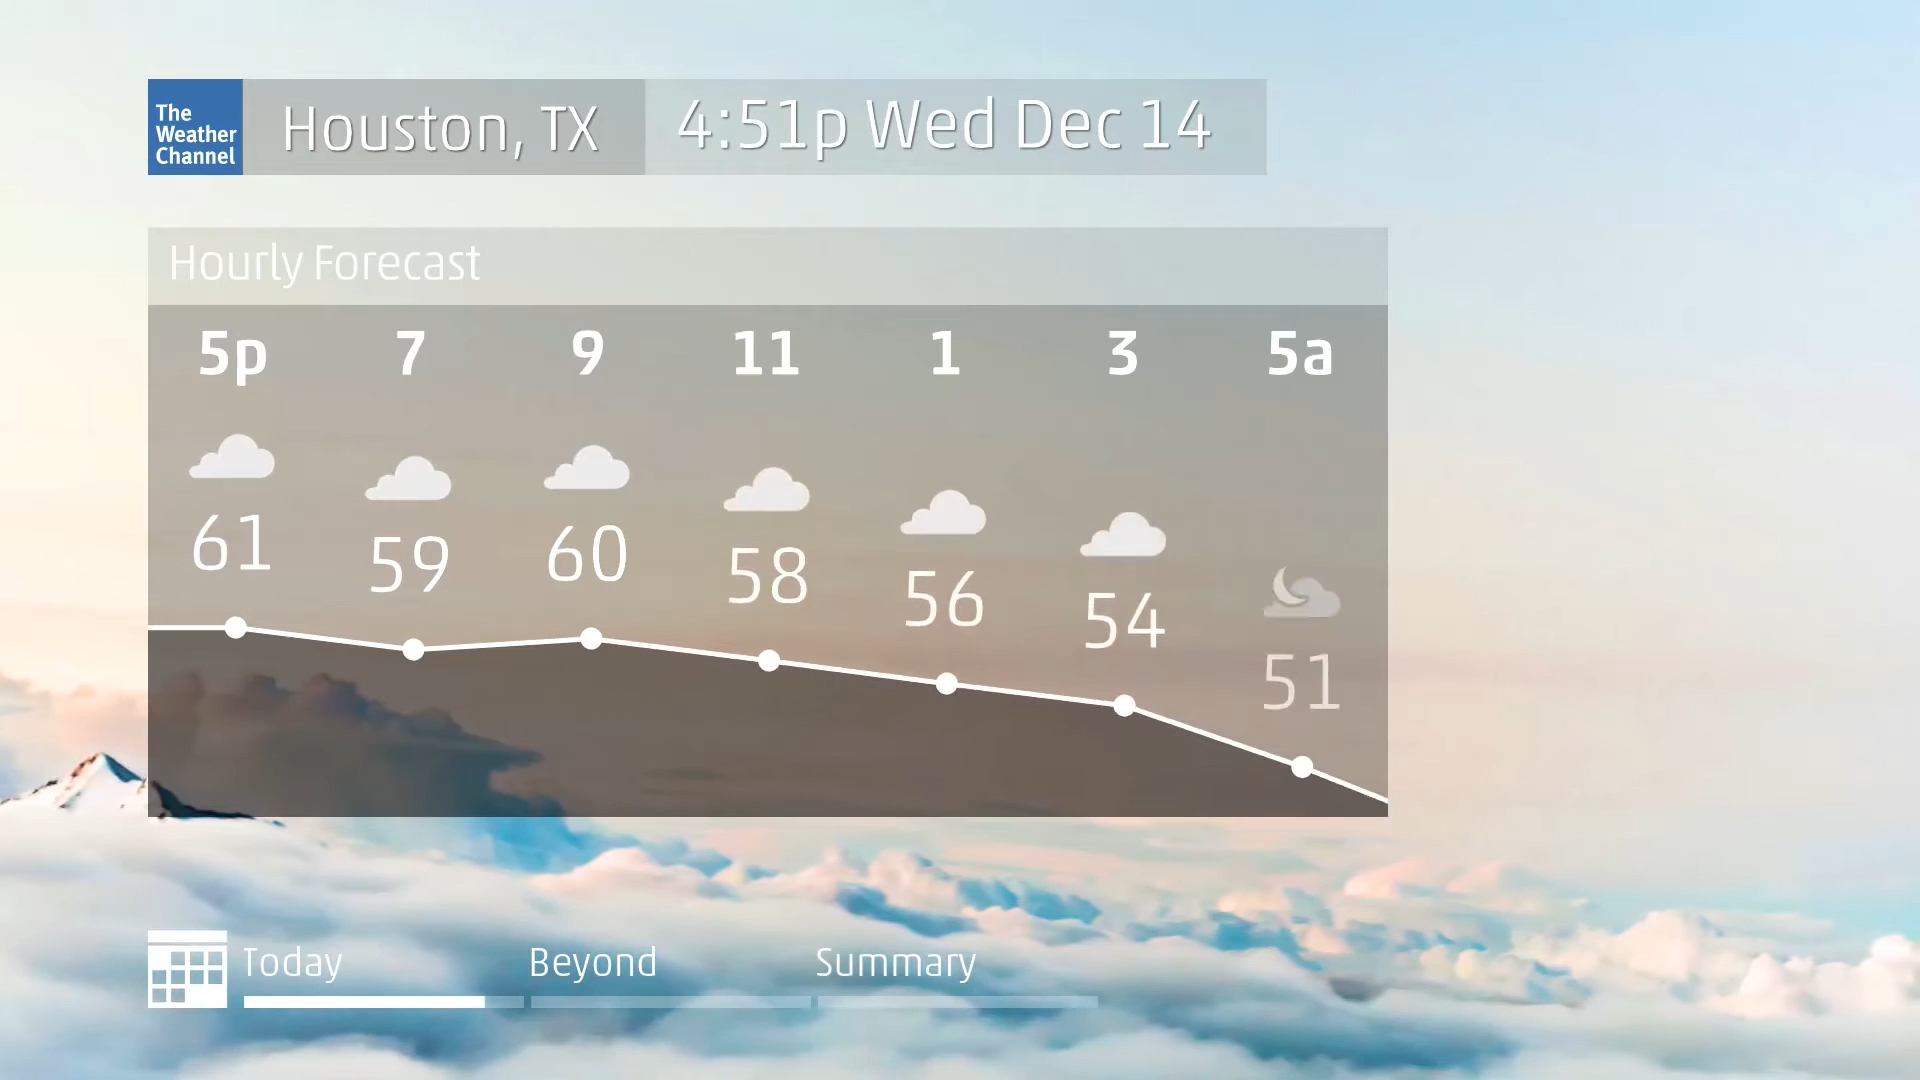 The
Weather
Channel
Houston, TX
4:51p Wed Dec 14
Hourly Forecast
5p 7 9 11 1 3 5a
61 59 60 58 56 54 51
Today Beyond Summary